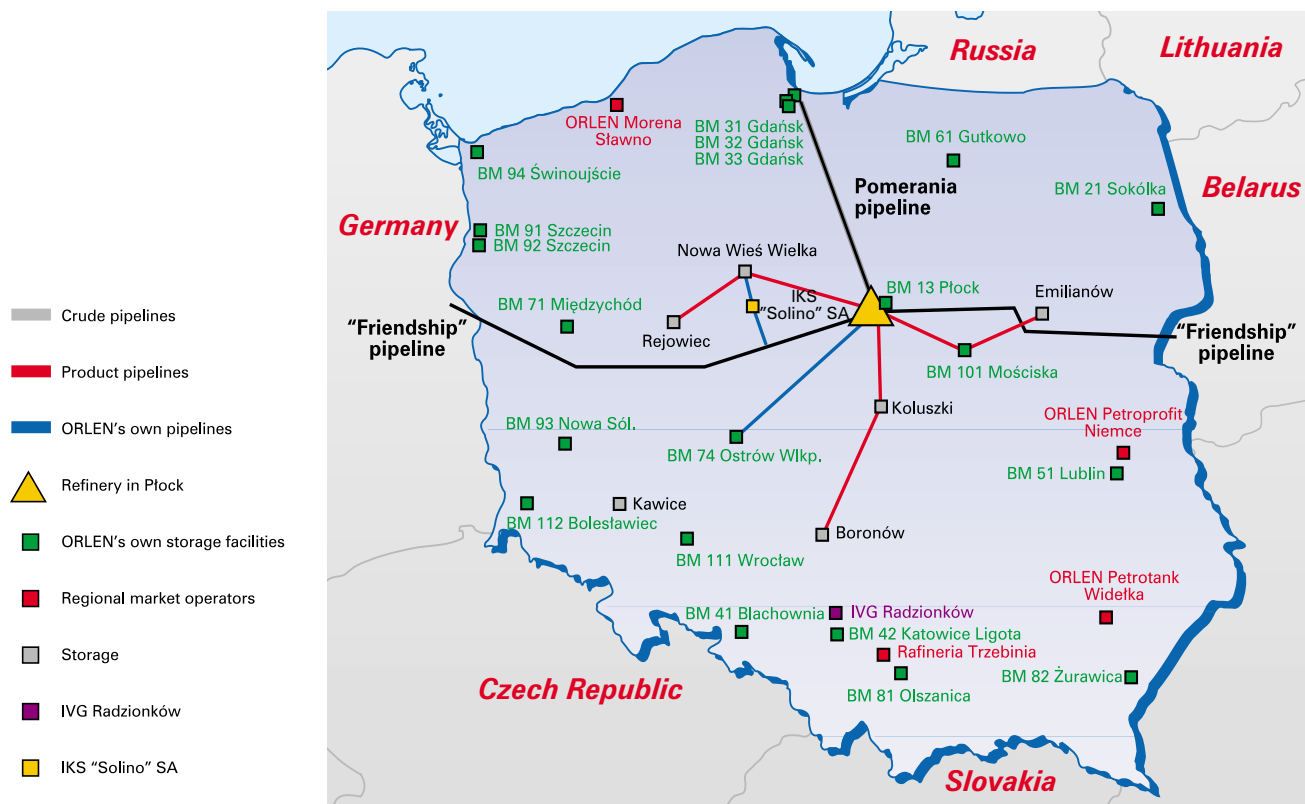 Russia
Lithuania
ORLEN Morena
Sławno
BM 31 Gdańsk
BM 32 Gdańsk
BM 33 Gdańsk
BM 61 Gutkowo
BM 94 Świnoujście
Pomerania
pipeline
BM 21 Sokólka
Belarus
Germany
BM 91 Szczecin
BM 92 Szczecin
Nowa Wieś Wielka
BM 71 Międzychód
IKS
"Solino" SA
BM 13 Płock
Emilianów
"Friendship"
pipeline
Rejowiec
"Friendship"
pipeline
BM 101 Mościska
Koluszki
ORLEN Petroprofit
Niemce
BM 93 Nowa Sól.
BM 74 Ostrów Wlkp.
BM 51 Lublin
Kawice
BM 112 Bolesławiec
Boronów
BM 111 Wrocław
ORLEN Petrotank
Widełka
BM 41 Blachownia
IVG Radzionków
BM 42 Katowice Ligota
Rafineria Trzebinia
BM 81 Olszanica
BM 82 Żurawica
Czech Republic
Slovakia
Crude pipelines
Product pipelines
ORLEN's own pipelines
Refinery in Płock
ORLEN's own storage facilities
Regional market operators
Storage
IVG Radzionków
IKS "Solino" SA